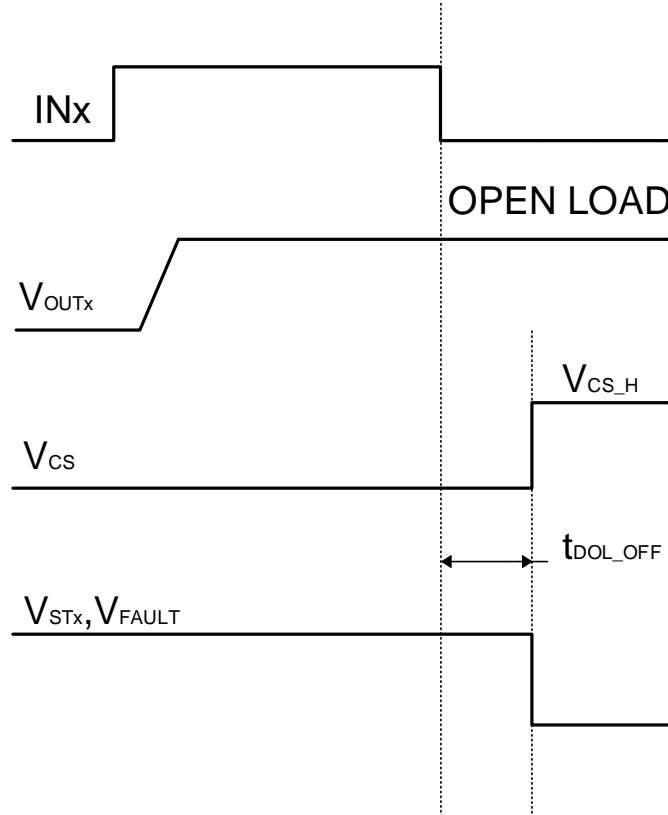 INx
OPEN LOAD
VOUTx
VCS_H
VCS
tDOL_OFF
VSTx,VFAULT